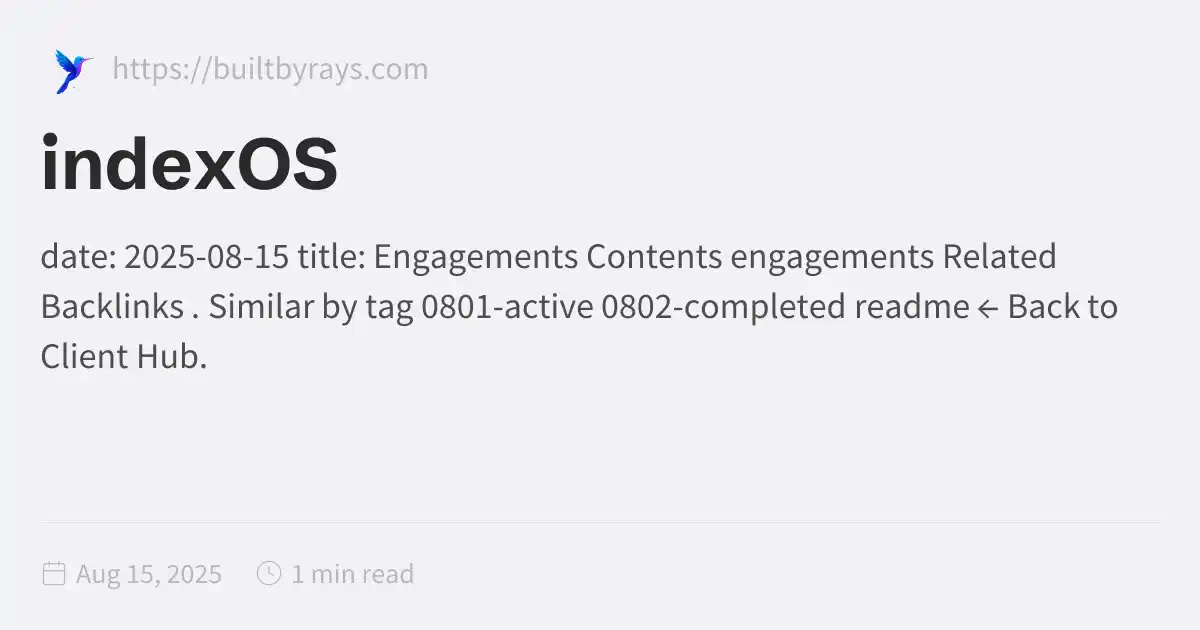 https://builtbyrays.com
indexOS
date: 2025-08-15 title: Engagements Contents engagements Related
Backlinks . Similar by tag 0801-active 0802-completed readme ← Back to
Client Hub.
Aug 15, 2025 1 min read